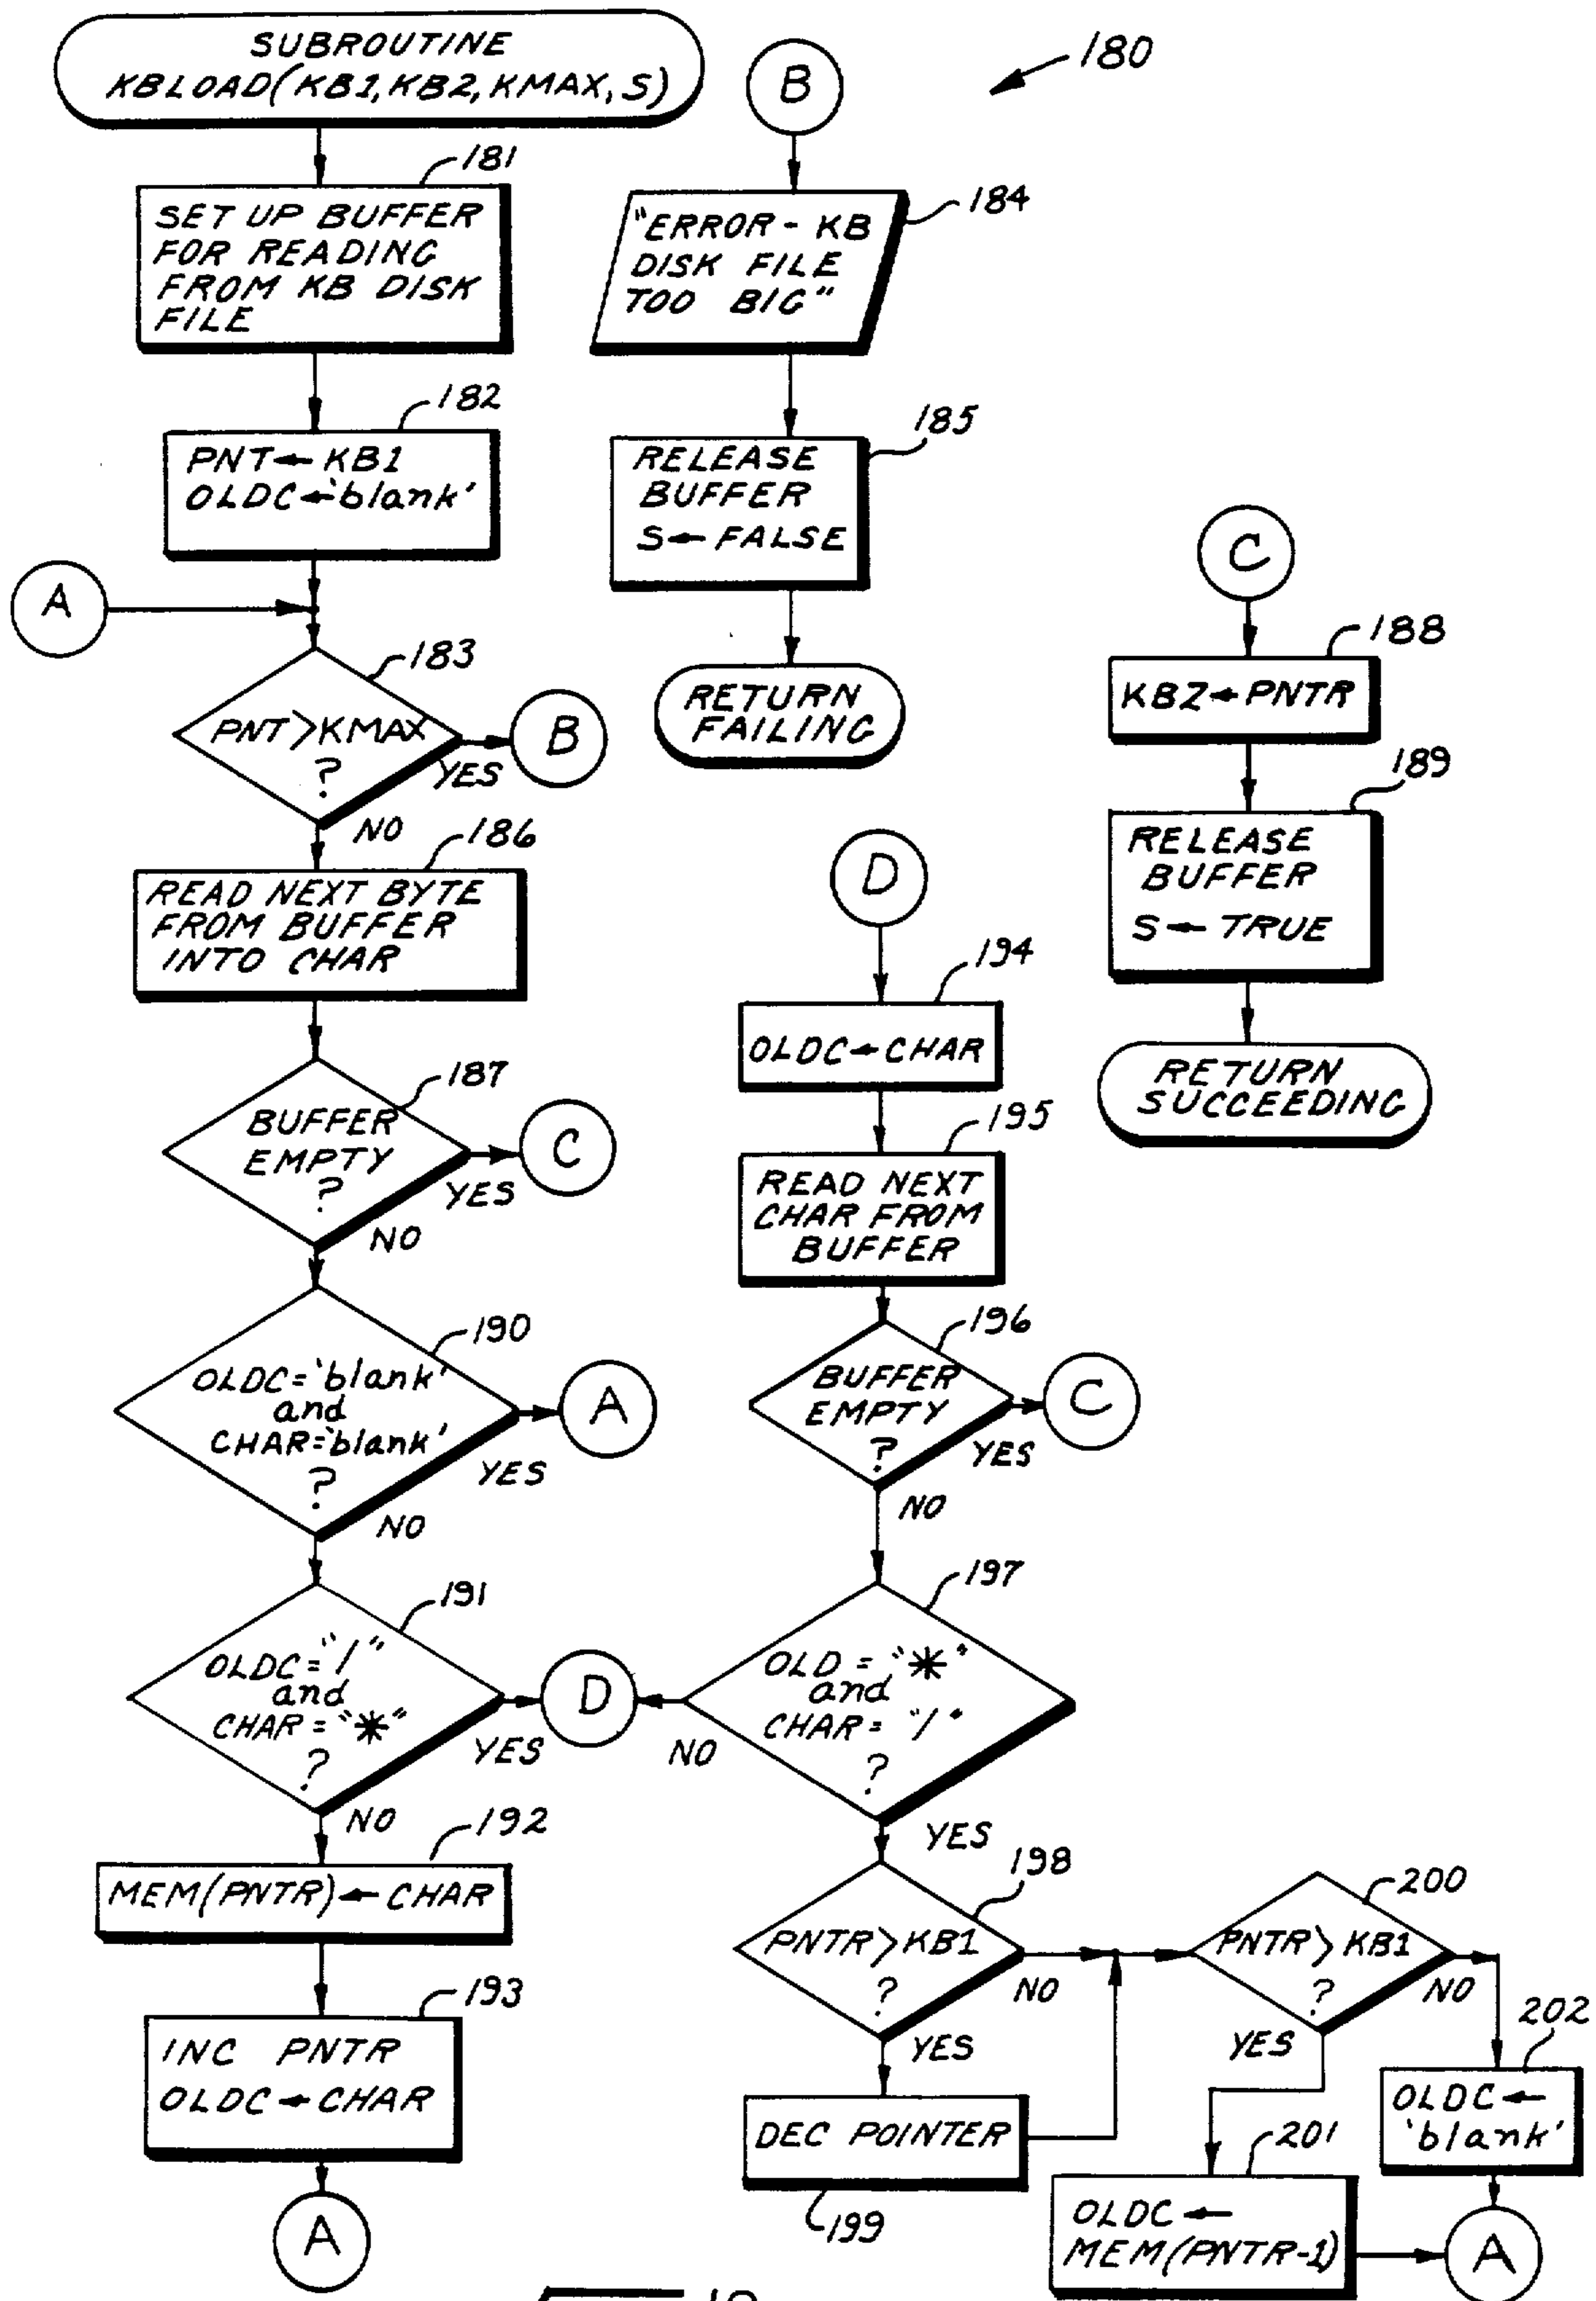 SUBROUTINE
KBLOAD(KB1, KB2, KMAX, S)
181
SET UP BUFFER
FOR READING
FROM KB DISK
FILE
182
PNT←KB1
OLDC←'blank'
A
183
PNT>KMAX
?
YES
B
NO
186
READ NEXT BYTE
FROM BUFFER
INTO CHAR
187
BUFFER
EMPTY
?
YES
C
NO
190
OLDC='blank'
and
CHAR='blank'
?
YES
A
NO
191
OLDC="/"
and
CHAR="*"
?
YES
D
NO
192
MEM(PNTR)←CHAR
193
INC PNTR
OLDC←CHAR
A
180
B
184
"ERROR - KB
DISK FILE
TOO BIG"
185
RELEASE
BUFFER
S←FALSE
RETURN
FAILING
C
188
KB2←PNTR
189
RELEASE
BUFFER
S←TRUE
RETURN
SUCCEEDING
D
194
OLDC←CHAR
195
READ NEXT
CHAR FROM
BUFFER
196
BUFFER
EMPTY
?
YES
C
NO
197
OLD="*"
and
CHAR="/"
?
NO
YES
198
PNTR>KB1
?
NO
YES
DEC POINTER
199
200
PNTR>KB1
?
NO
YES
202
OLDC←
'blank'
201
OLDC←
MEM(PNTR-1)
A